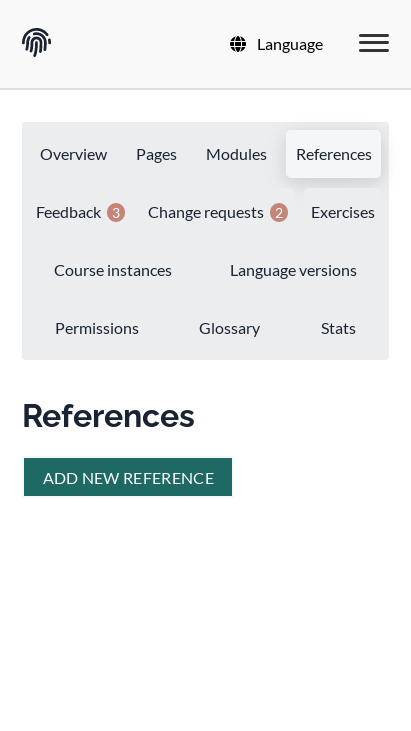 Language
Overview Pages Modules References
Feedback 3 Change requests 2 Exercises
Course instances Language versions
Permissions Glossary Stats
References
ADD NEW REFERENCE